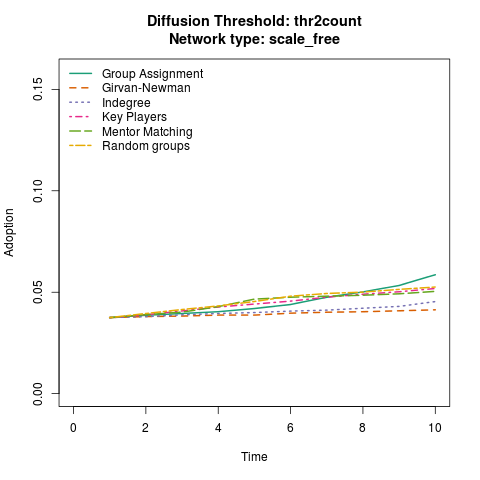 Diffusion Threshold: thr2count
Network type: scale_free
Group Assignment
Girvan-Newman
Indegree
Key Players
Mentor Matching
Random groups
0.15
0.10
0.05
0.00
Adoption
0 2 4 6 8 10
Time